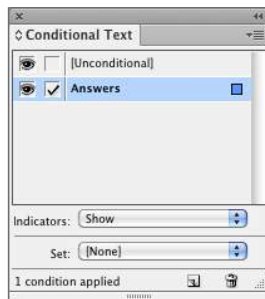 Conditional Text
[Unconditional]
Answers
Indicators: Show
Set: [None]
1 condition applied